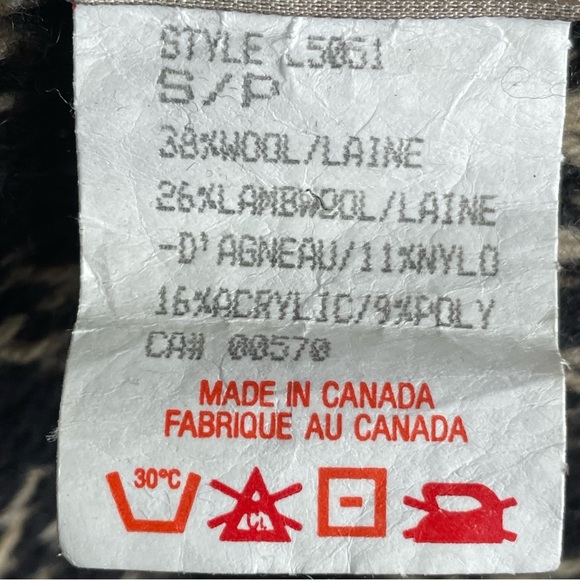 STYLE L5051
S/P
38%WOOL/LAINE
26%LAMBWOOL/LAINE
-D'AGNEAU/11%NYLO
16%ACRYLIC/9%POLY
CA# 00570
MADE IN CANADA
FABRIQUE AU CANADA
30°C
CL